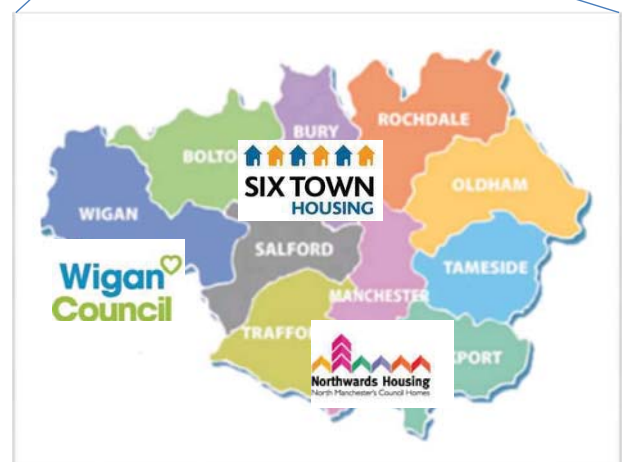 ROCHDALE
BURY
BOLTO
SIX TOWN
HOUSING
OLDHAM
WIGAN
SALFORD
TAMESIDE
Wigan
Council
MANCHESTER
TRAFFO
PORT
Northwards Housing
North Manchester's Council Homes